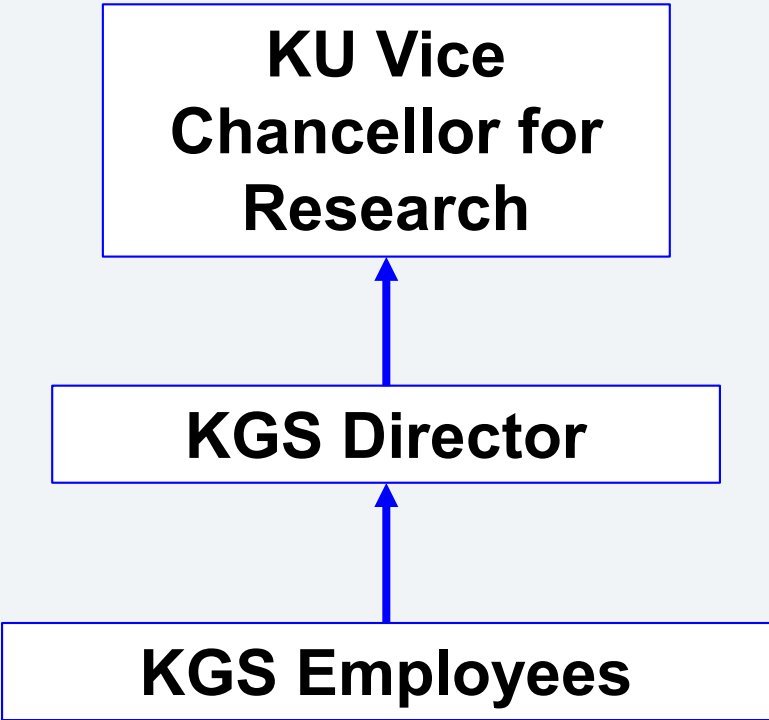 KU Vice
Chancellor for
Research
KGS Director
KGS Employees